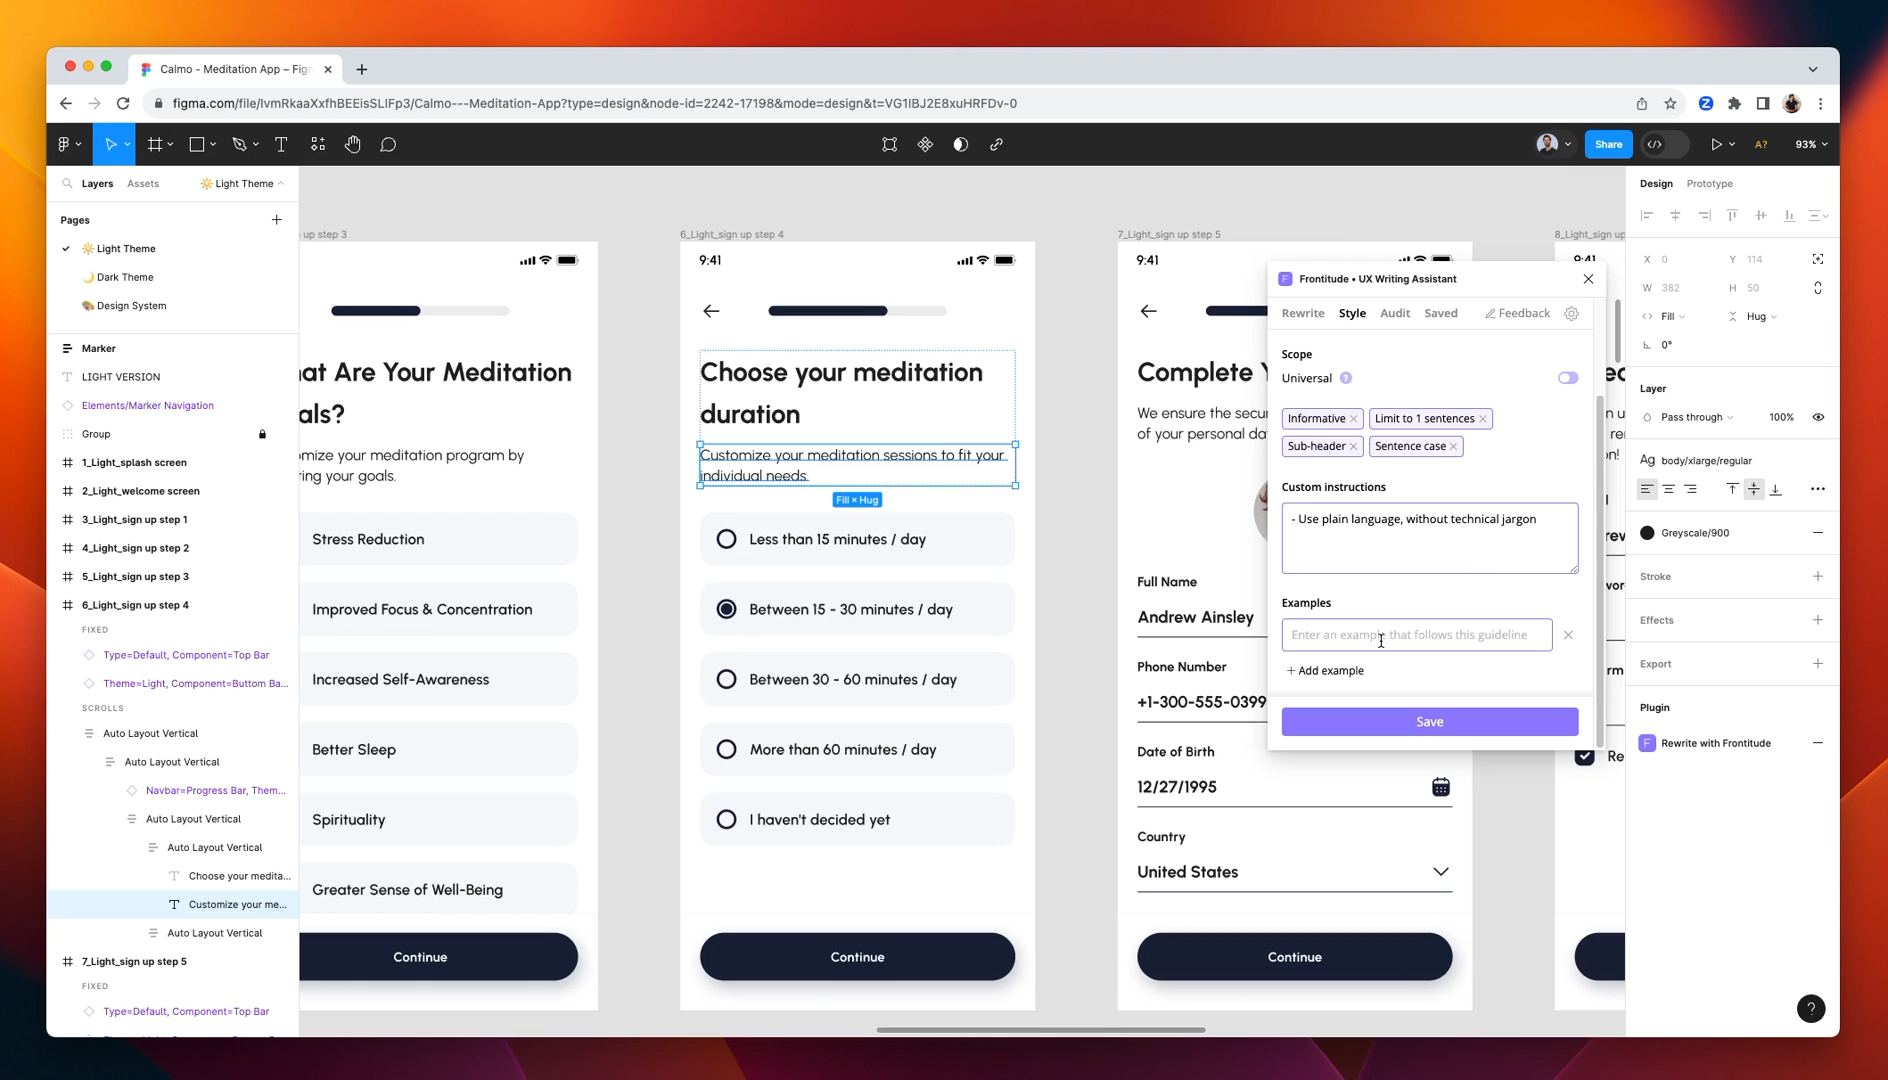 Calmo - Meditation App – Fig
figma.com/file/IvmRkaaXxfhBEEisSLIFp3/Calmo---Meditation-App?type=design&node-id=2242-17198&mode=design&t=VG1IBJ2E8xuHRFDv-0
Share
A?
93%
Layers
Assets
Light Theme
Pages
Light Theme
Dark Theme
Design System
Marker
LIGHT VERSION
Elements/Marker Navigation
Group
1_Light_splash screen
2_Light_welcome screen
3_Light_sign up step 1
4_Light_sign up step 2
5_Light_sign up step 3
6_Light_sign up step 4
FIXED
Type=Default, Component=Top Bar
Theme=Light, Component=Buttom Ba...
SCROLLS
Auto Layout Vertical
Auto Layout Vertical
Navbar=Progress Bar, Them...
Auto Layout Vertical
Auto Layout Vertical
Choose your medita...
Customize your me...
Auto Layout Vertical
7_Light_sign up step 5
FIXED
Type=Default, Component=Top Bar
up step 3
at Are Your Meditation
als?
mize your meditation program by
ring your goals.
Stress Reduction
Improved Focus & Concentration
Increased Self-Awareness
Better Sleep
Spirituality
Greater Sense of Well-Being
Continue
6_Light_sign up step 4
9:41
Choose your meditation
duration
Customize your meditation sessions to fit your
individual needs.
Fill × Hug
Less than 15 minutes / day
Between 15 - 30 minutes / day
Between 30 - 60 minutes / day
More than 60 minutes / day
I haven't decided yet
Continue
7_Light_sign up step 5
9:41
Complete Y
We ensure the secu
of your personal da
Full Name
Andrew Ainsley
Phone Number
+1-300-555-0399
Date of Birth
12/27/1995
Country
United States
Continue
8_Light_sign up
9:41
Re
F Frontitude • UX Writing Assistant
Rewrite
Style
Audit
Saved
Feedback
Scope
Universal ?
Informative
Limit to 1 sentences
Sub-header
Sentence case
Custom instructions
- Use plain language, without technical jargon
Examples
Enter an example that follows this guideline
+ Add example
Save
Design
Prototype
X 0
Y 114
W 382
H 50
Fill
Hug
0°
Layer
Pass through
100%
Ag body/xlarge/regular
Greyscale/900
Stroke
Effects
Export
Plugin
F Rewrite with Frontitude
?